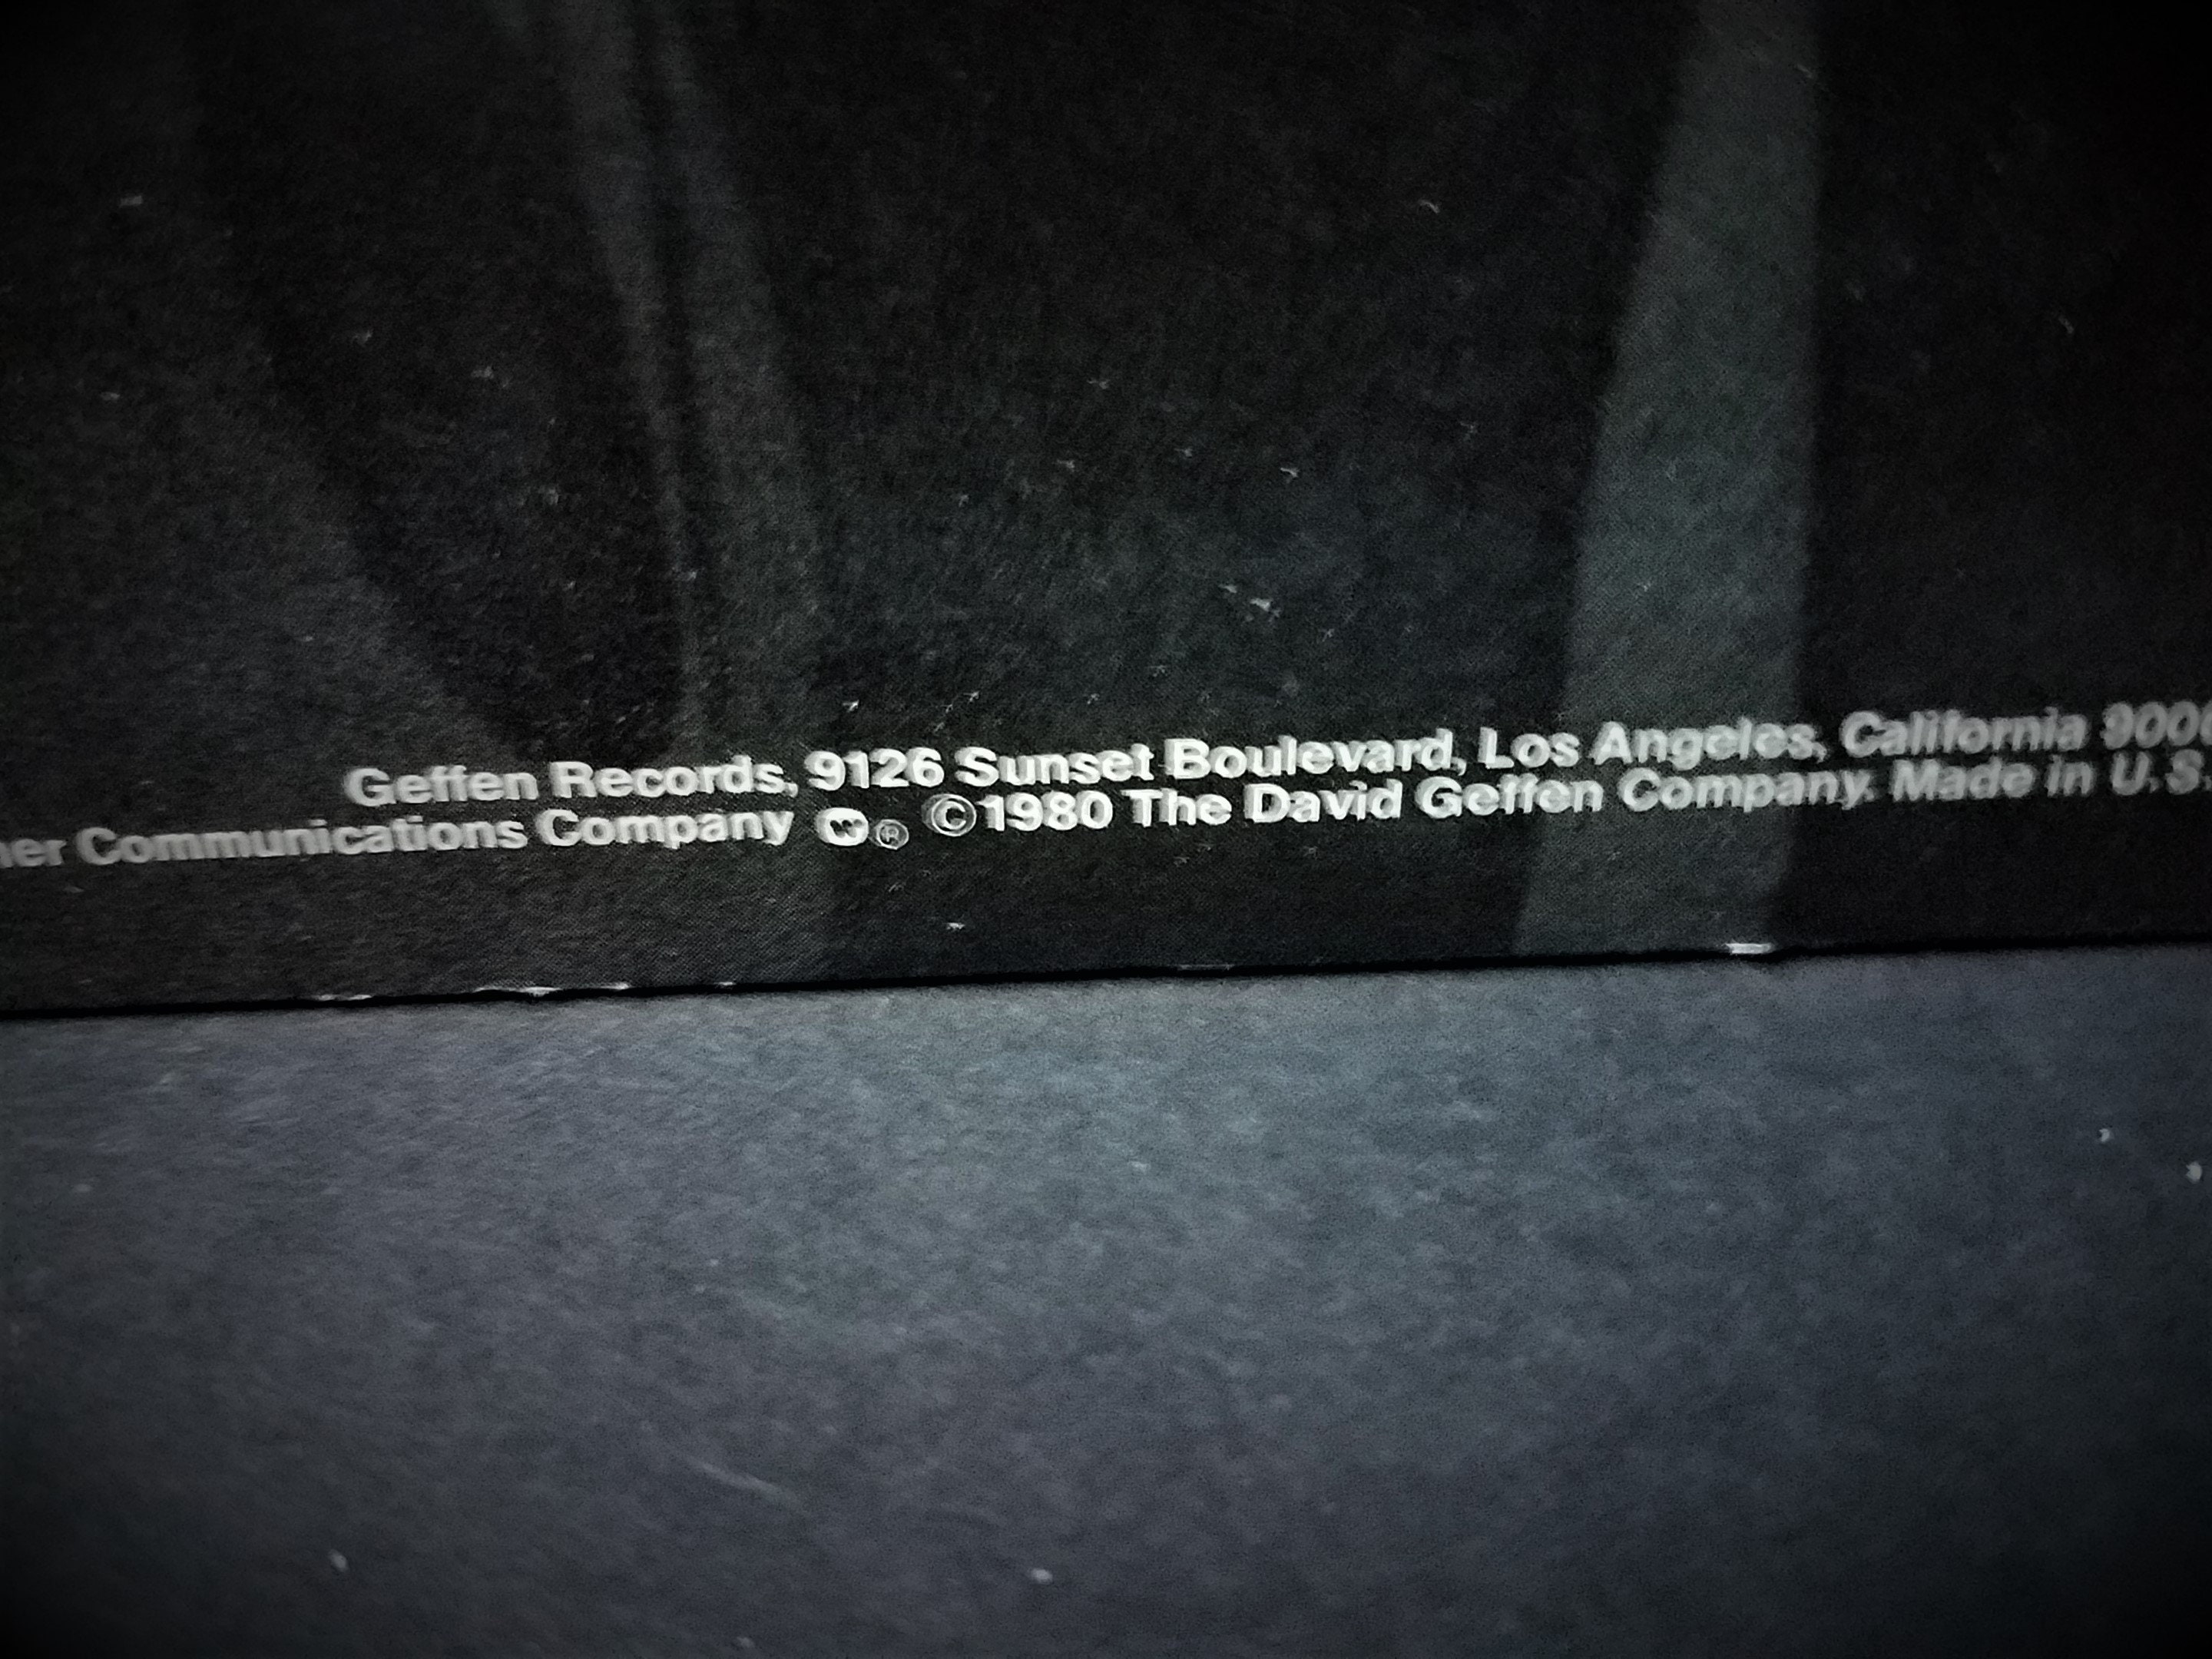 Geffen Records, 9126 Sunset Boulevard, Los Angeles, California
Communications Company ® ©1980 The David Geffen Company. Made in U.S.